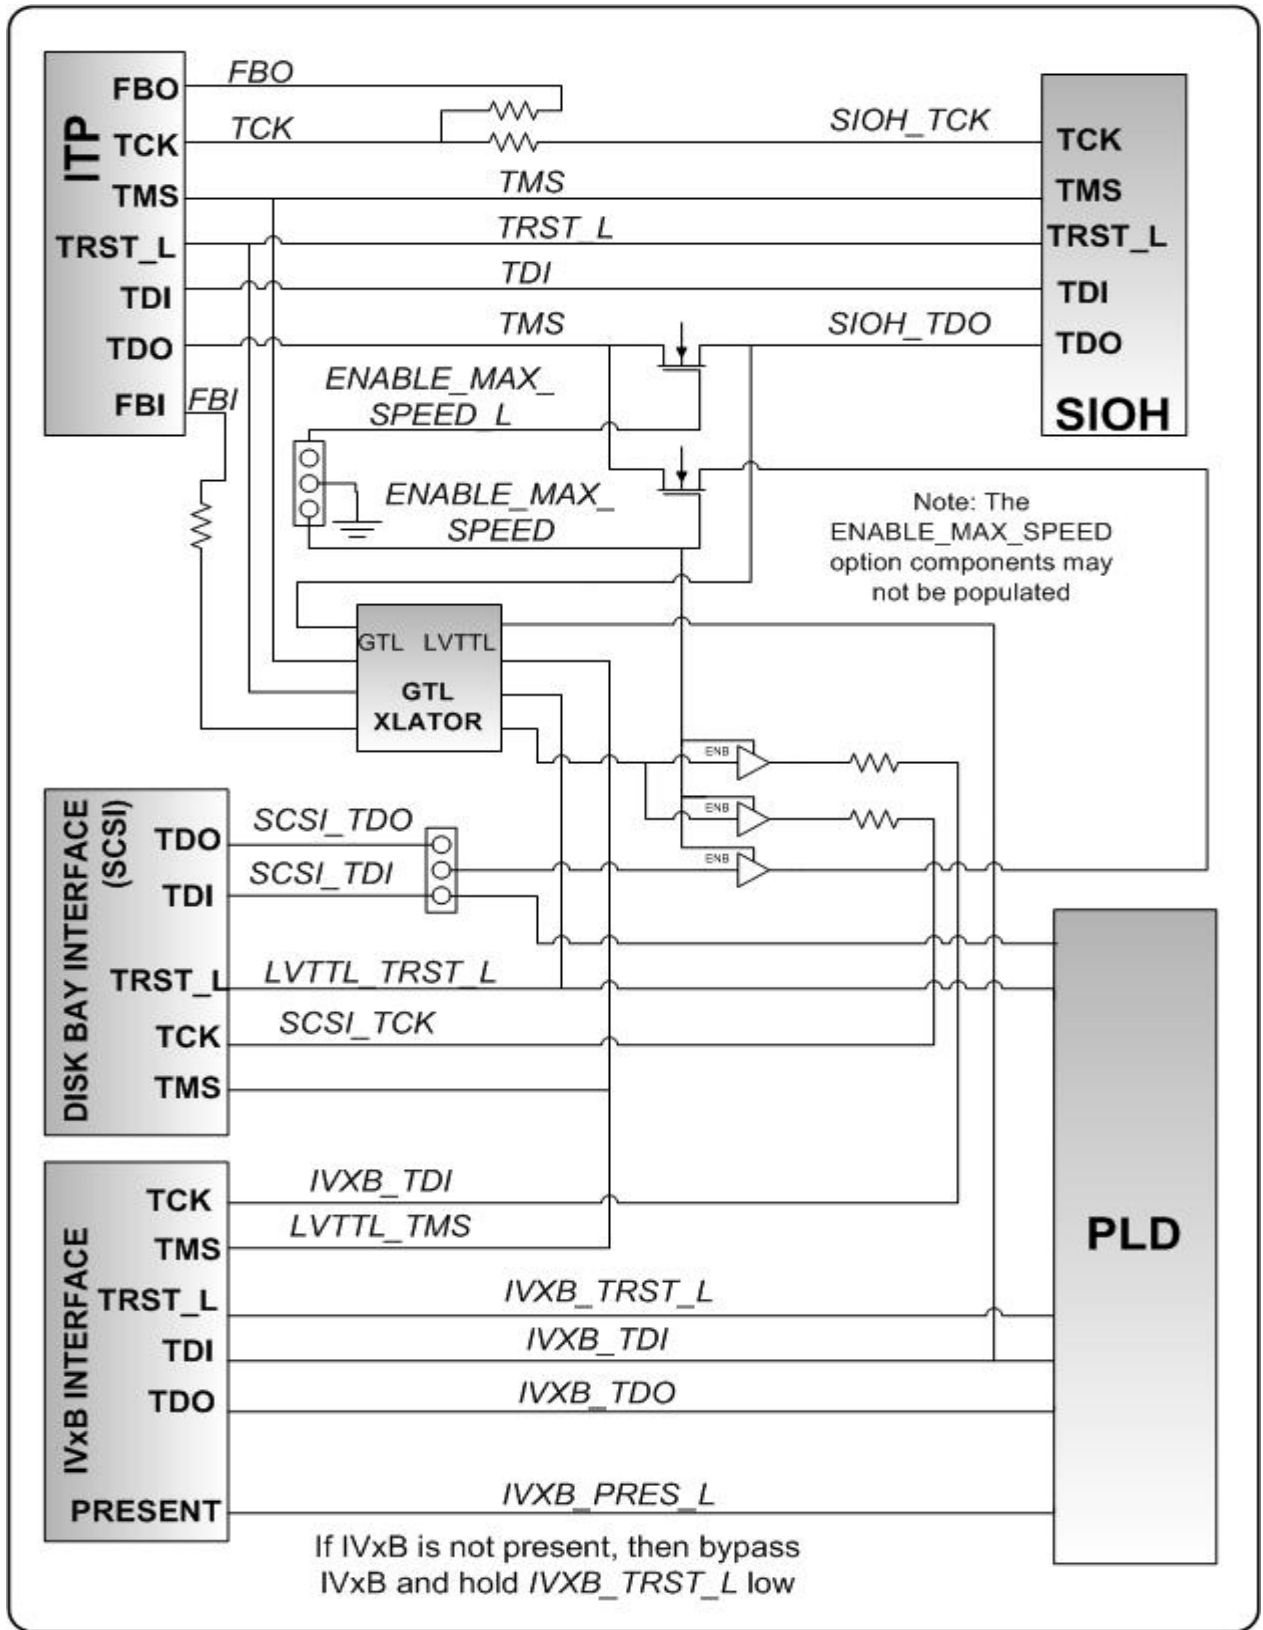 ITP
FBO
TCK
TMS
TRST_L
TDI
TDO
FBI
FBO
TCK
TMS
TRST_L
TDI
TMS
FBI
SIOH_TCK
SIOH_TDO
TCK
TMS
TRST_L
TDI
TDO
SIOH
ENABLE_MAX_
SPEED_L
ENABLE_MAX_
SPEED
Note: The
ENABLE_MAX_SPEED
option components may
not be populated
GTL LVTTL
GTL
XLATOR
ENB
ENB
ENB
DISK BAY INTERFACE
(SCSI)
TDO
TDI
TRST_L
TCK
TMS
SCSI_TDO
SCSI_TDI
LVTTL_TRST_L
SCSI_TCK
IVxB INTERFACE
TCK
TMS
TRST_L
TDI
TDO
PRESENT
IVXB_TDI
LVTTL_TMS
IVXB_TRST_L
IVXB_TDI
IVXB_TDO
IVXB_PRES_L
PLD
If IVxB is not present, then bypass
IVxB and hold IVXB_TRST_L low